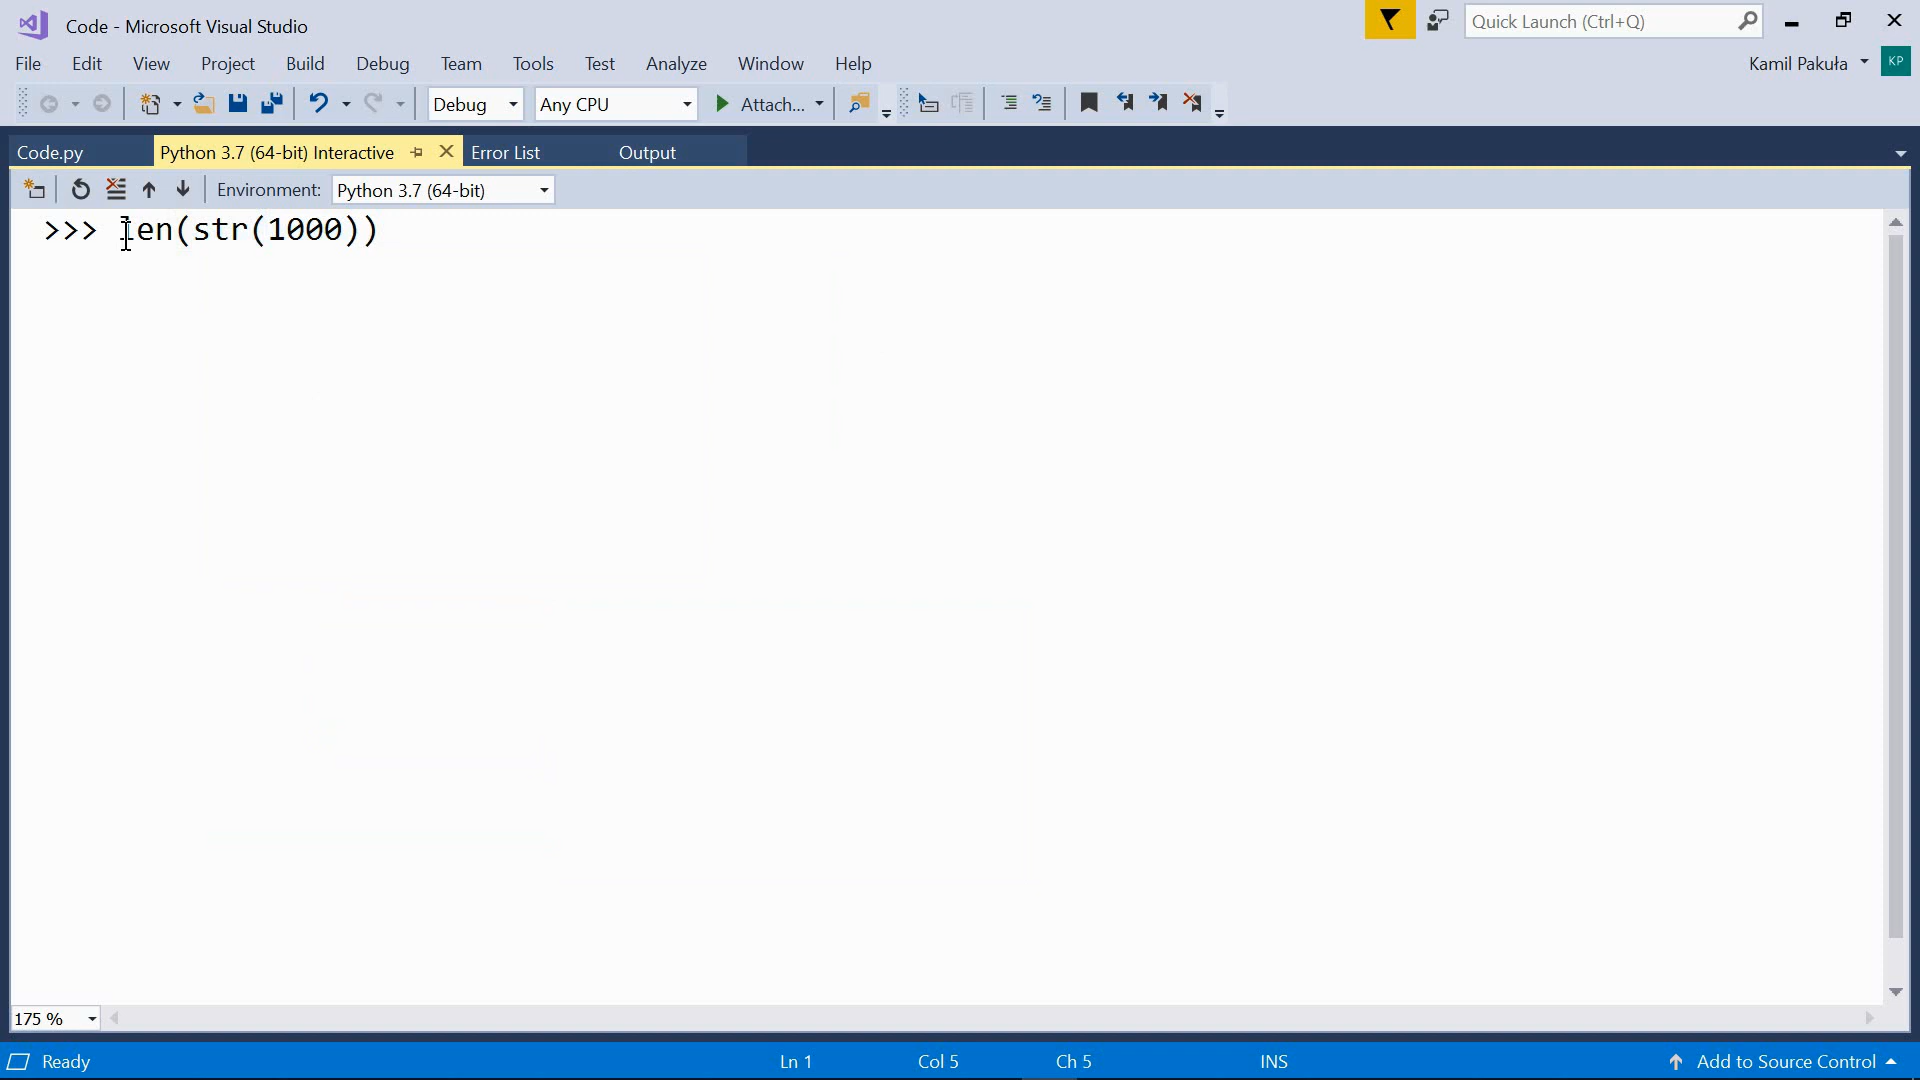 Code - Microsoft Visual Studio
Quick Launch (Ctrl+Q)
File Edit View Project Build Debug Team Tools Test Analyze Window Help
Kamil Pakuła KP
Debug Any CPU Attach...
Code.py Python 3.7 (64-bit) Interactive Error List Output
Environment: Python 3.7 (64-bit)
>>> len(str(1000))
175 %
Ready Ln 1 Col 5 Ch 5 INS Add to Source Control